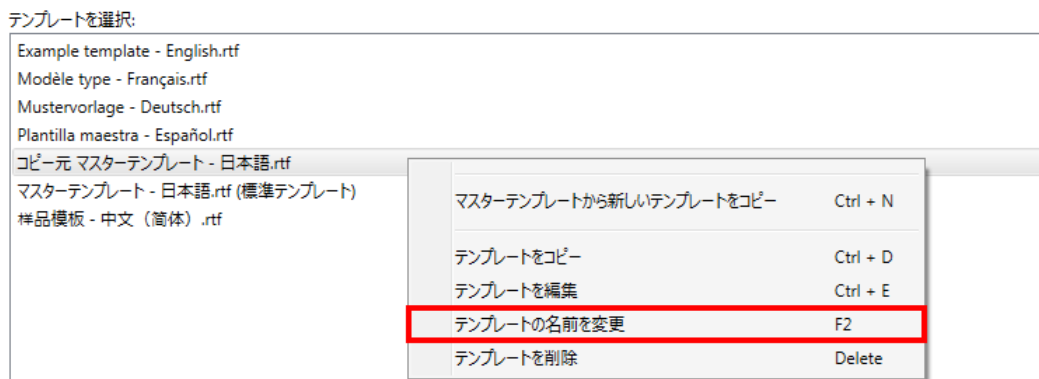 テンプレートを選択:
Example template - English.rtf
Modèle type - Français.rtf
Mustervorlage - Deutsch.rtf
Plantilla maestra - Español.rtf
コピー元 マスターテンプレート - 日本語.rtf
マスターテンプレート - 日本語.rtf (標準テンプレート)
样品模板 - 中文（简体）.rtf
マスターテンプレートから新しいテンプレートをコピー Ctrl + N
テンプレートをコピー Ctrl + D
テンプレートを編集 Ctrl + E
テンプレートの名前を変更 F2
テンプレートを削除 Delete